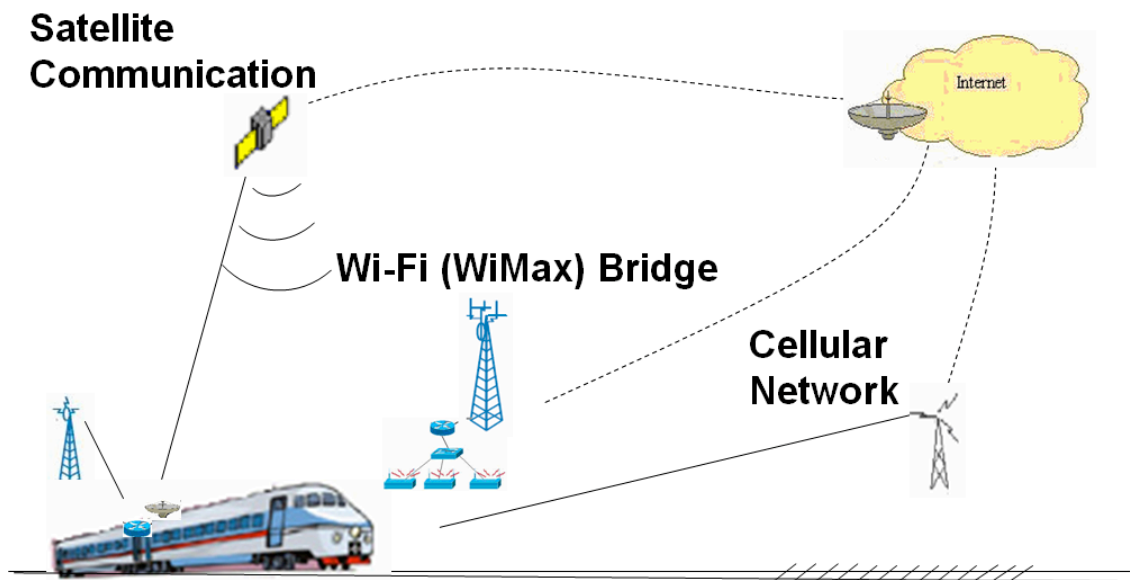 Satellite
Communication
Internet
Wi-Fi (WiMax) Bridge
Cellular
Network